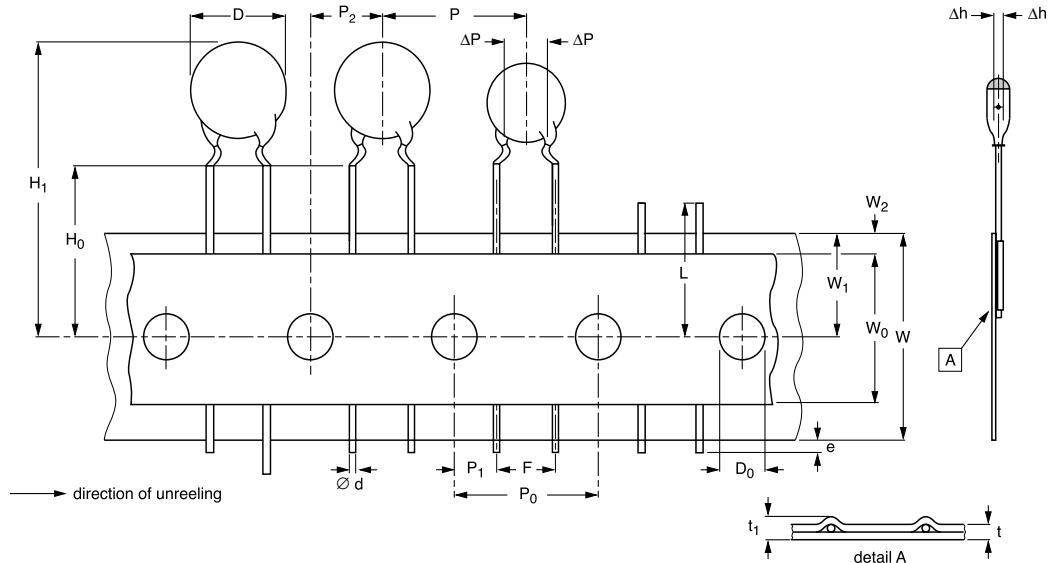 D
P2
P
ΔP
ΔP
Δh
Δh
H1
H0
W2
L
W1
W0
W
A
e
P1
F
D0
Ø d
P0
direction of unreeling
t1
t
detail A